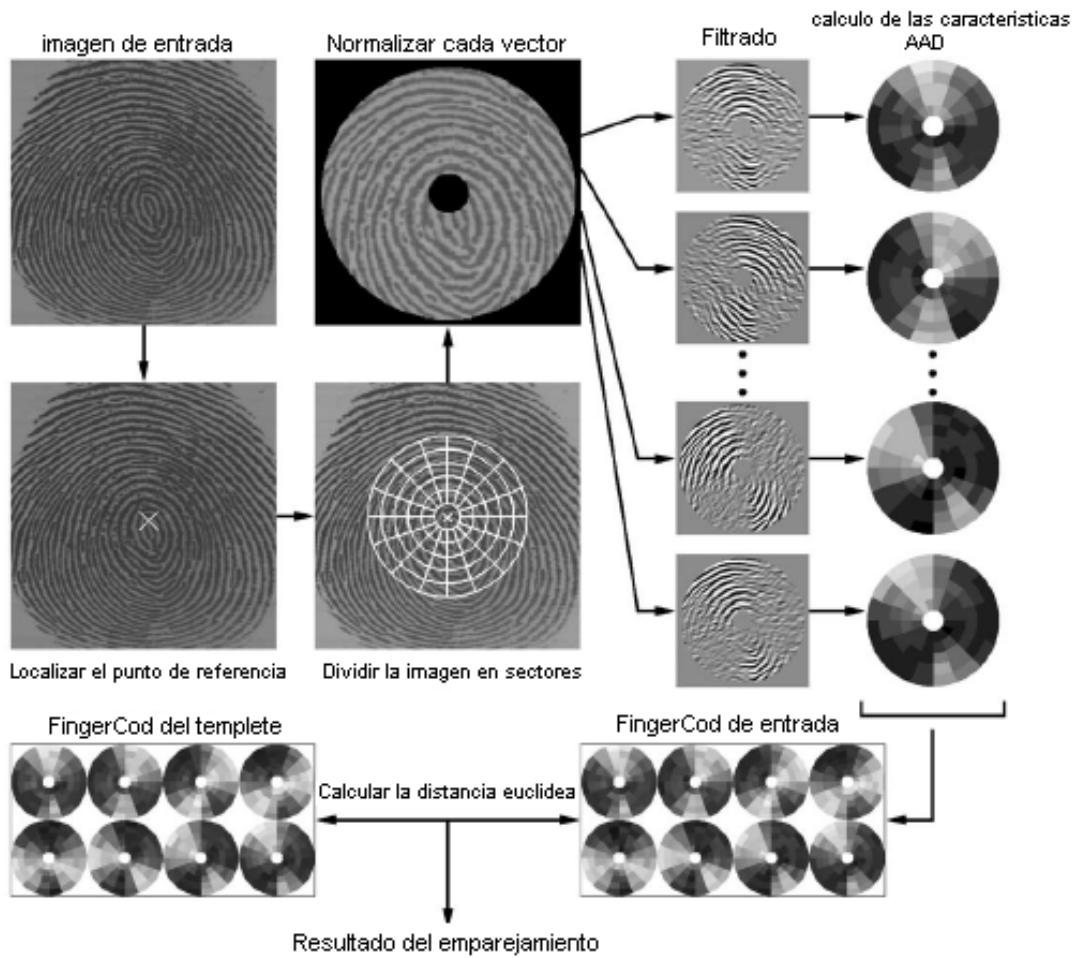 imagen de entrada
Normalizar cada vector
Filtrado
calculo de las caracteristicas
AAD
Localizar el punto de referencia
Dividir la imagen en sectores
FingerCod del templete
FingerCod de entrada
Calcular la distancia euclidea
Resultado del emparejamiento